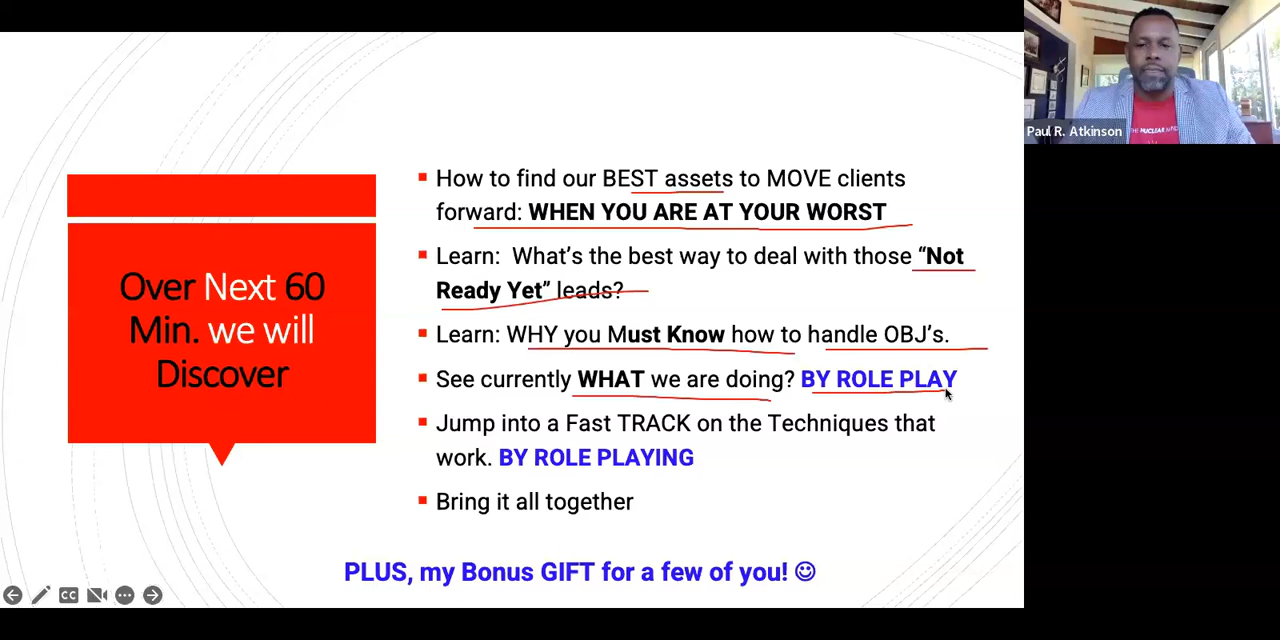 Over Next 60
Min. we will
Discover
How to find our BEST assets to MOVE clients
forward: WHEN YOU ARE AT YOUR WORST
Learn: What's the best way to deal with those “Not
Ready Yet” leads?
Learn: WHY you Must Know how to handle OBJ's.
See currently WHAT we are doing? BY ROLE PLAY
Jump into a Fast TRACK on the Techniques that
work. BY ROLE PLAYING
Bring it all together
PLUS, my Bonus GIFT for a few of you! ☺
CC
Paul R. Atkinson
NUCLEAR